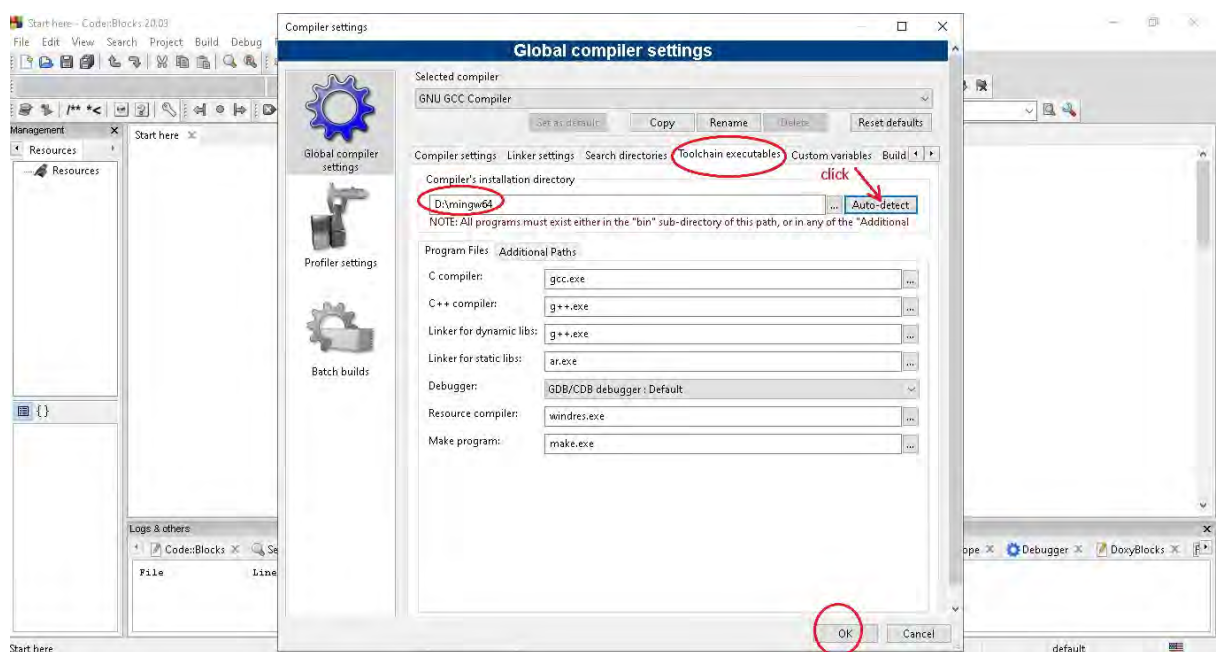 Start here - Code::Blocks 20.03
File Edit View Search Project Build Debug
Compiler settings
Global compiler settings
Management
Resources
Resources
Start here
Global compiler
settings
Profiler settings
Batch builds
Selected compiler
GNU GCC Compiler
Set as default Copy Rename Delete Reset defaults
Compiler settings Linker settings Search directories Toolchain executables Custom variables Build
click
Compiler's installation directory
D:\mingw64 ... Auto-detect
NOTE: All programs must exist either in the "bin" sub-directory of this path, or in any of the "Additional
Program Files Additional Paths
C compiler: gcc.exe ...
C++ compiler: g++.exe ...
Linker for dynamic libs: g++.exe ...
Linker for static libs: ar.exe ...
Debugger: GDB/CDB debugger : Default
Resource compiler: windres.exe ...
Make program: make.exe ...
OK Cancel
Logs & others
Code::Blocks Se
File Line
ope Debugger DoxyBlocks F
Start here default